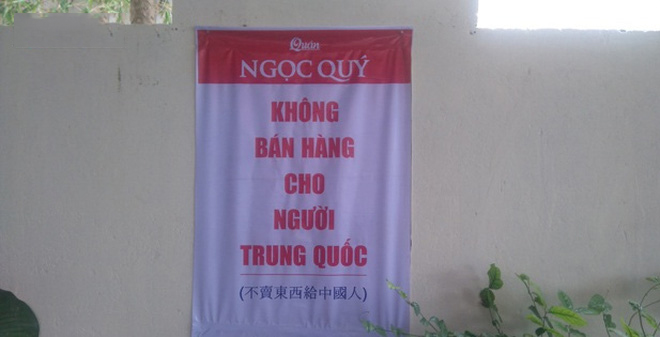 Quán
NGỌC QUÝ
KHÔNG
BÁN HÀNG
CHO
NGƯỜI
TRUNG QUỐC
(不賣東西給中國人)